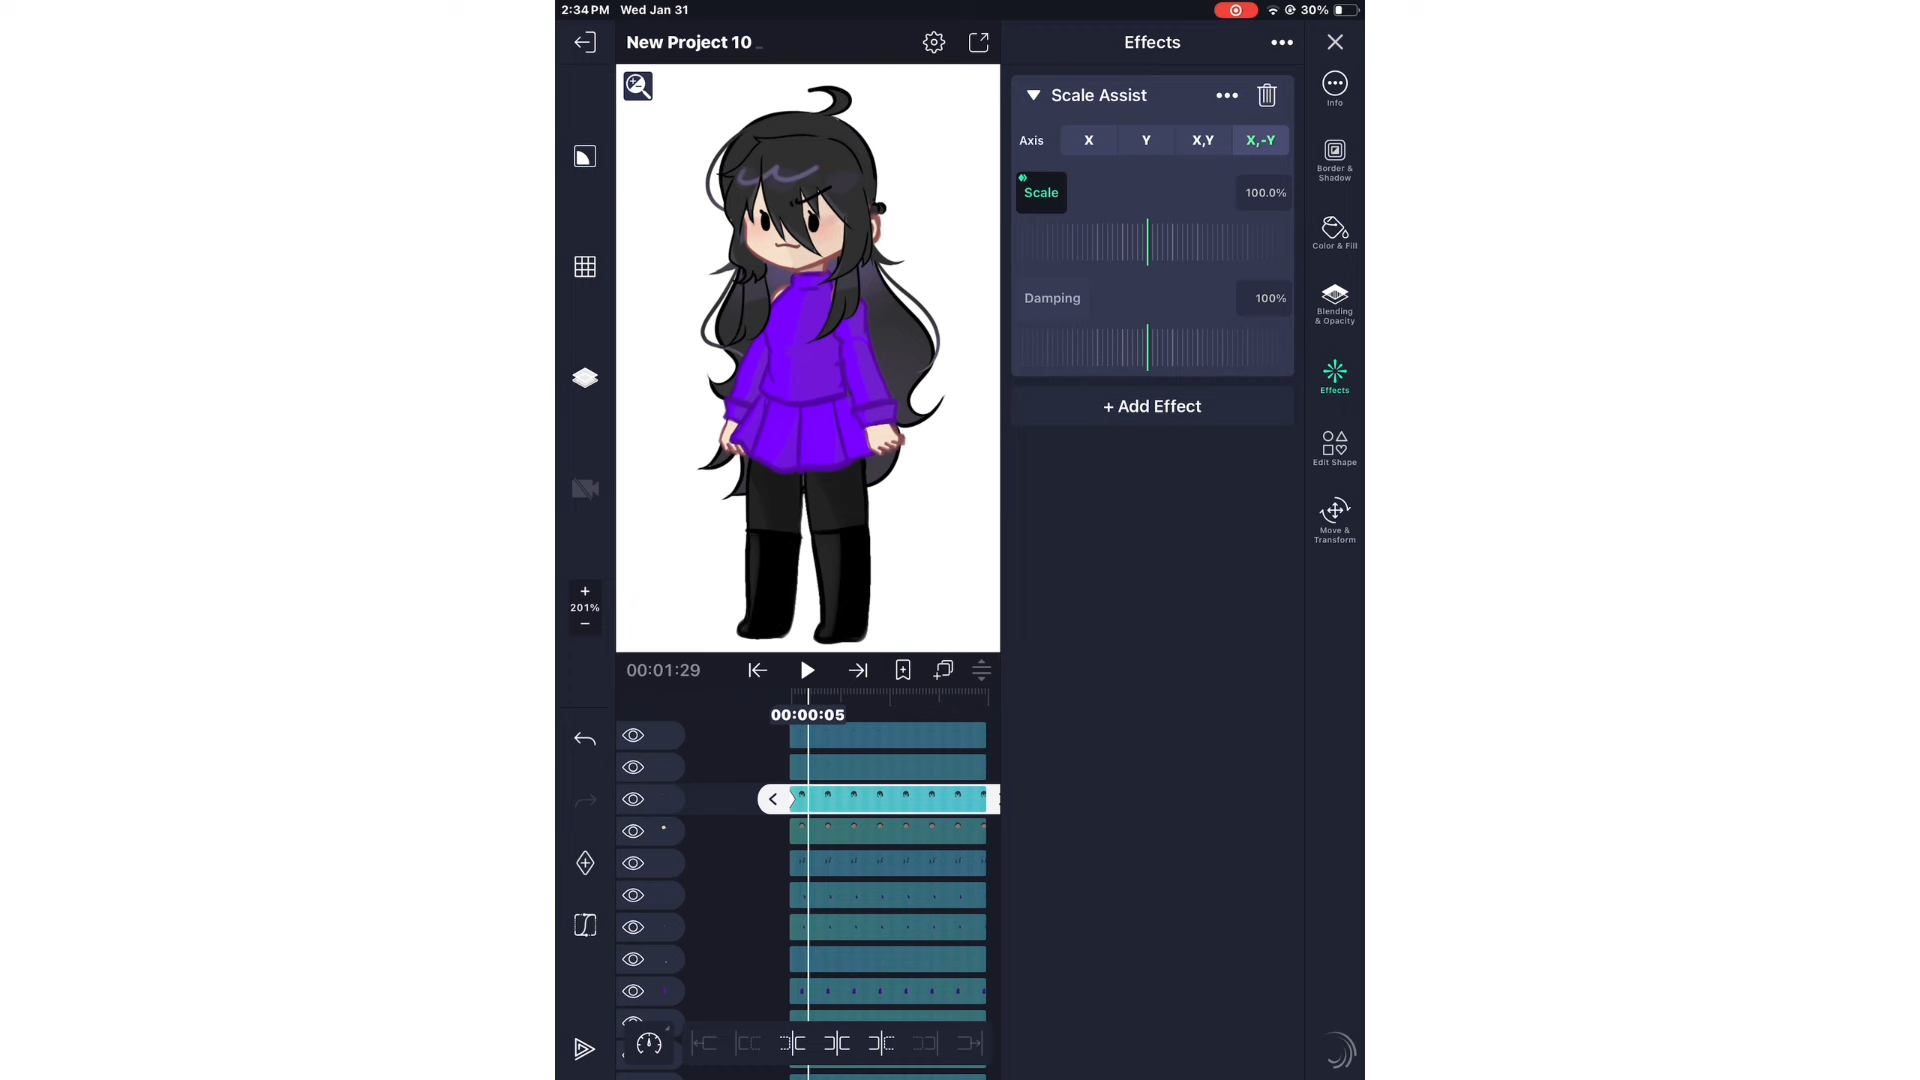 2:34 PM Wed Jan 31
30%
New Project 10
Effects
Scale Assist
Axis X Y X,Y X,-Y
Scale 100.0%
Damping 100%
+ Add Effect
Info
Border &
Shadow
Color & Fill
Blending
& Opacity
Effects
Edit Shape
Move &
Transform
+
201%
−
00:01:29
00:00:05